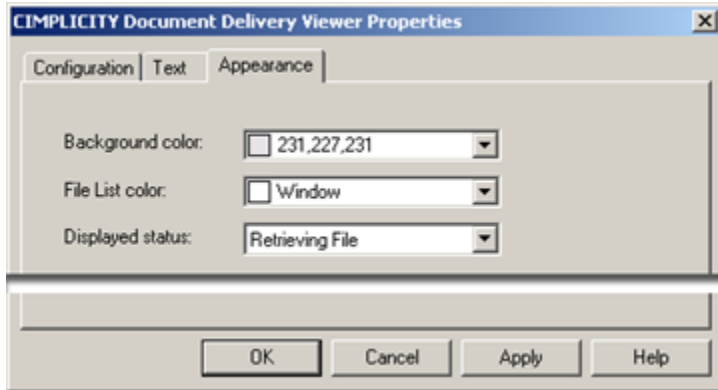 CIMPLICITY Document Delivery Viewer Properties
Configuration Text Appearance
Background color: 231,227,231
File List color: Window
Displayed status: Retrieving File
OK Cancel Apply Help